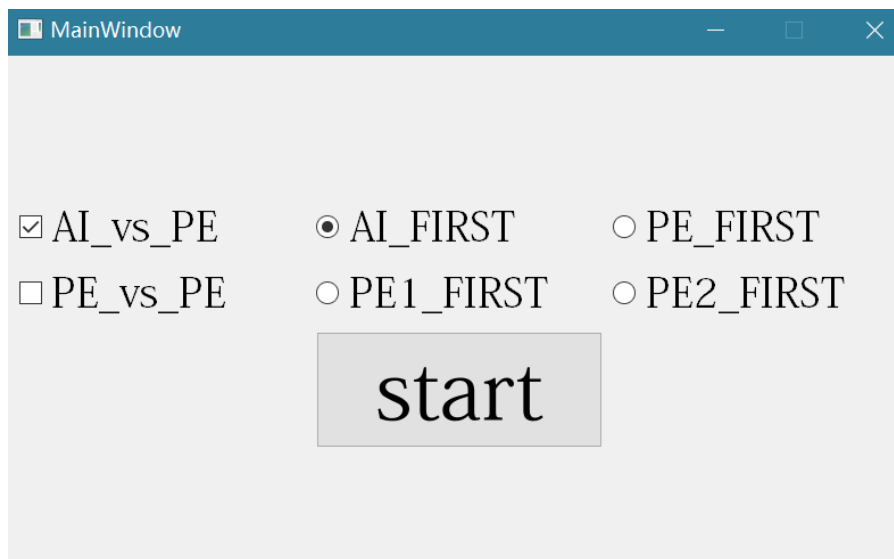 MainWindow
AI_vs_PE AI_FIRST PE_FIRST
PE_vs_PE PE1_FIRST PE2_FIRST
start